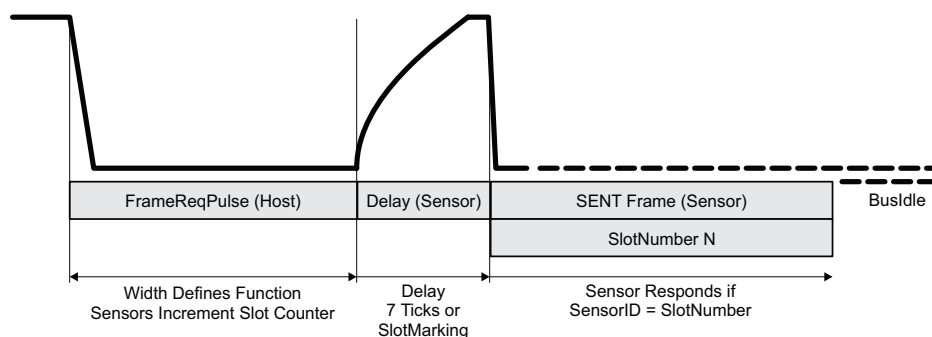 FrameReqPulse (Host)
Delay (Sensor)
SENT Frame (Sensor)
BusIdle
SlotNumber N
Width Defines Function
Sensors Increment Slot Counter
Delay
7 Ticks or
SlotMarking
Sensor Responds if
SensorID = SlotNumber